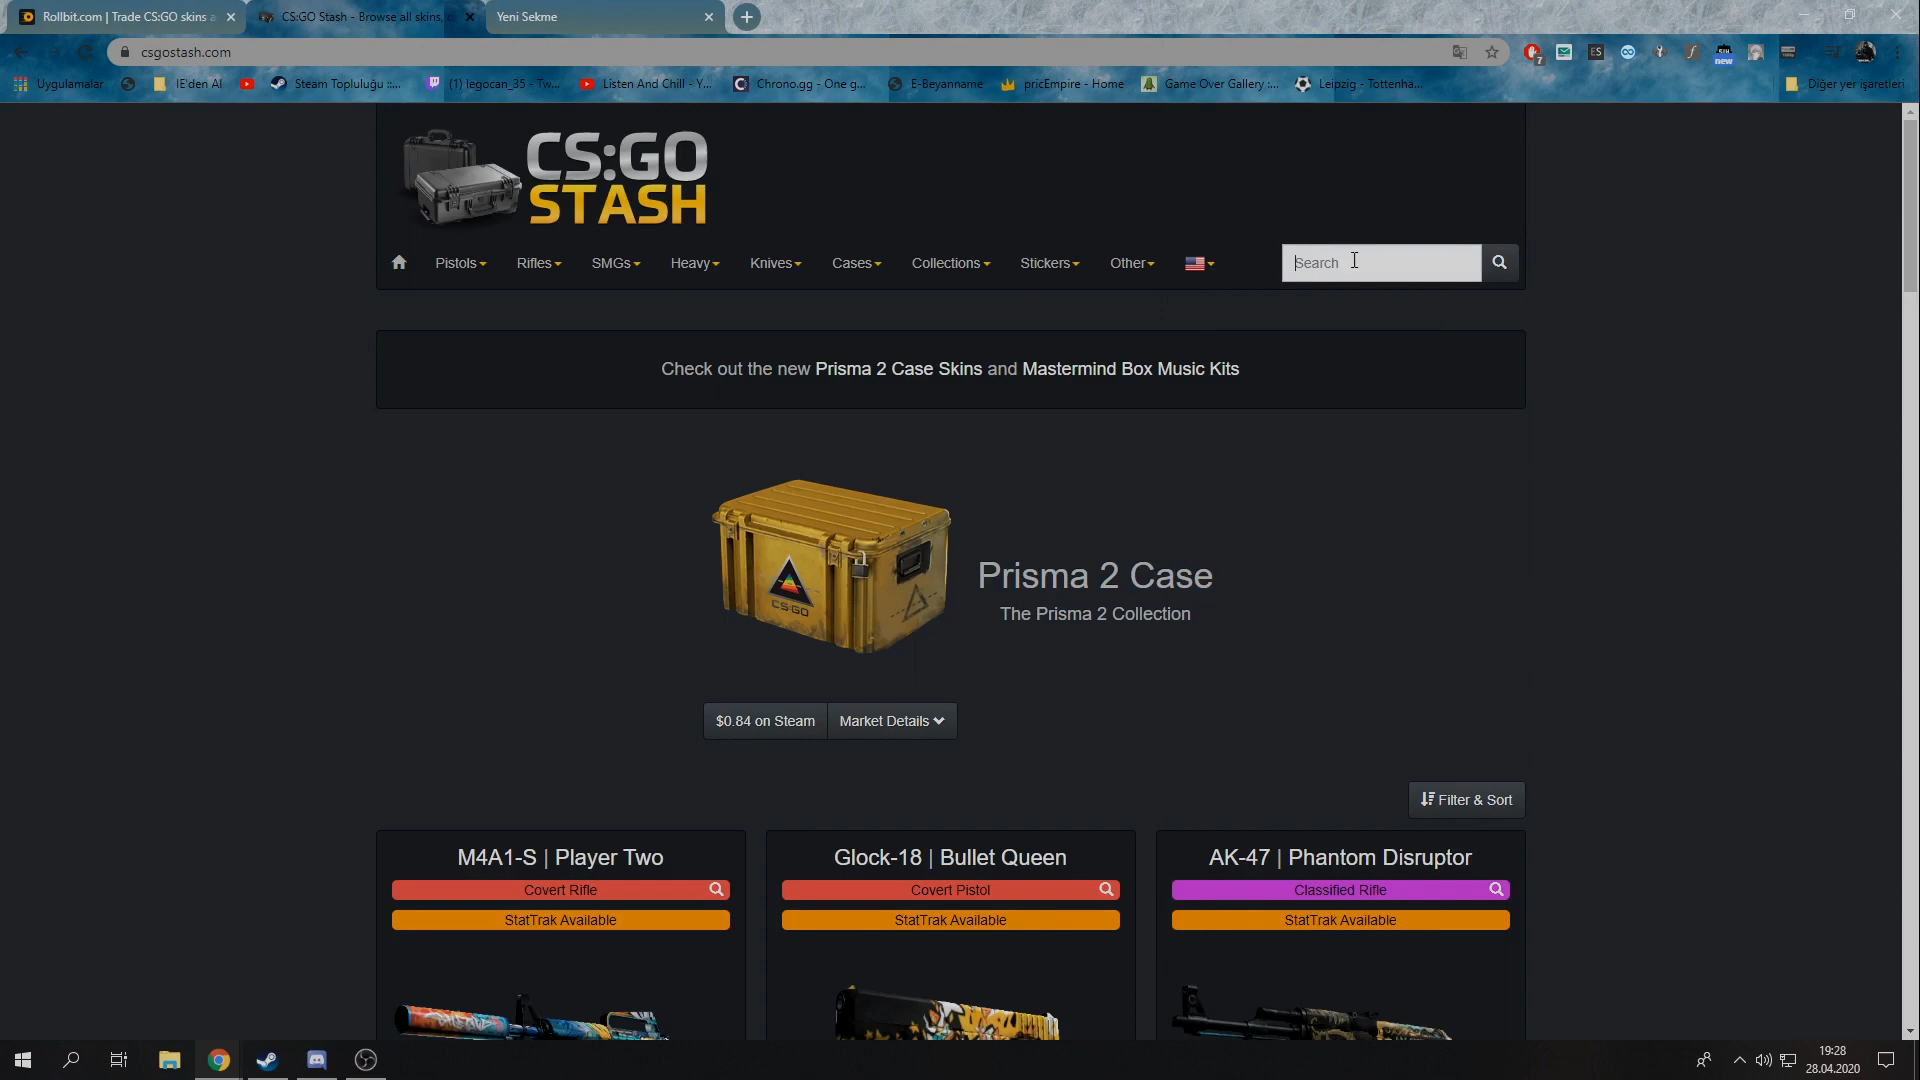 Rollbit.com | Trade CS:GO skins a
CS:GO Stash - Browse all skins, c
Yeni Sekme
csgostash.com
7
ES
new
Uygulamalar
IE'den Al
Steam Topluluğu ::...
(1) legocan_35 - Tw...
Listen And Chill - Y...
Chrono.gg - One g...
E-Beyanname
pricEmpire - Home
Game Over Gallery :...
Leipzig - Tottenha...
Diğer yer işaretleri
CS:GO
STASH
Pistols
Rifles
SMGs
Heavy
Knives
Cases
Collections
Stickers
Other
Search
Check out the new Prisma 2 Case Skins and Mastermind Box Music Kits
CS:GO
Prisma 2 Case
The Prisma 2 Collection
$0.84 on Steam
Market Details
Filter & Sort
M4A1-S | Player Two
Covert Rifle
StatTrak Available
Glock-18 | Bullet Queen
Covert Pistol
StatTrak Available
AK-47 | Phantom Disruptor
Classified Rifle
StatTrak Available
19:28
28.04.2020